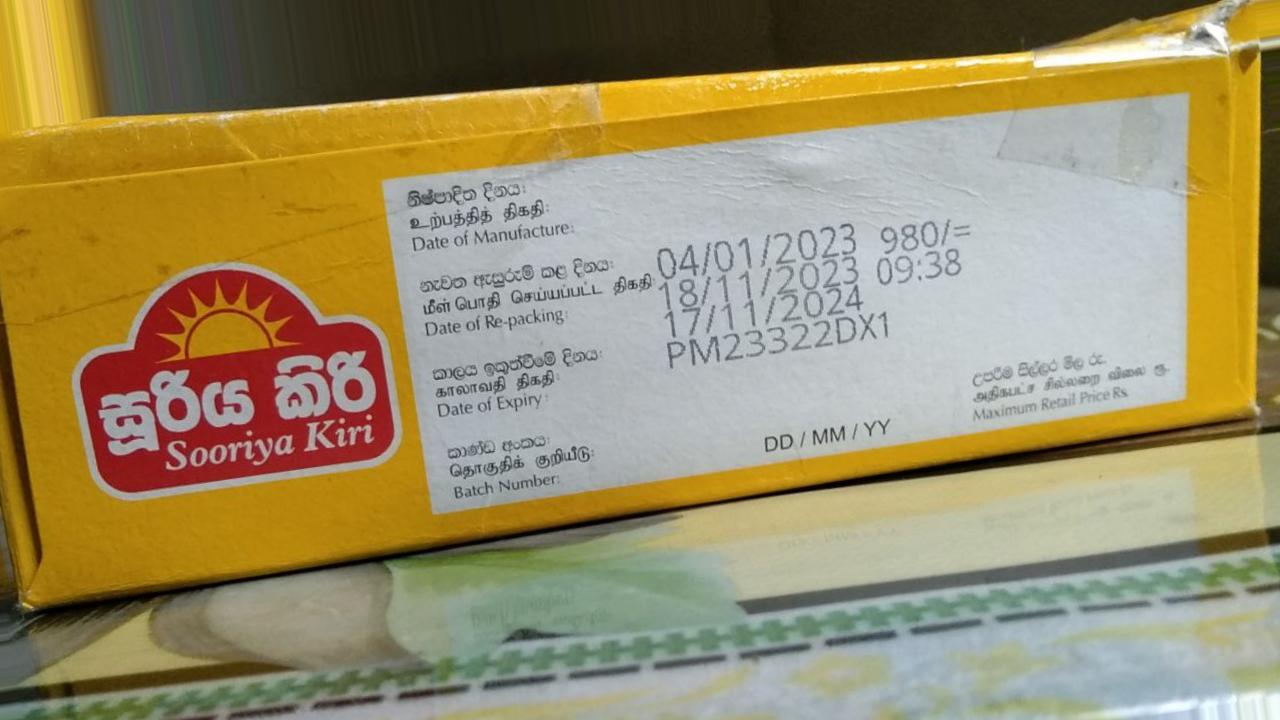 සූරිය කිරි
Sooriya Kiri
නිෂ්පාදිත දිනය:
உற்பத்தித் திகதி:
Date of Manufacture:
නැවත ඇසුරුම් කළ දිනය:
மீள் பொதி செய்யப்பட்ட திகதி:
Date of Re-packing:
කාලය ඉකුත්වීමේ දිනය:
காலாவதி திகதி:
Date of Expiry:
කාණ්ඩ අංකය:
தொகுதிக் குறியீடு:
Batch Number:
04/01/2023 980/=
18/11/2023 09:38
17/11/2024
PM23322DX1
DD / MM / YY
උපරිම සිල්ලර මිල රු.
அதிகபட்ச சில்லறை விலை ரூ.
Maximum Retail Price Rs.